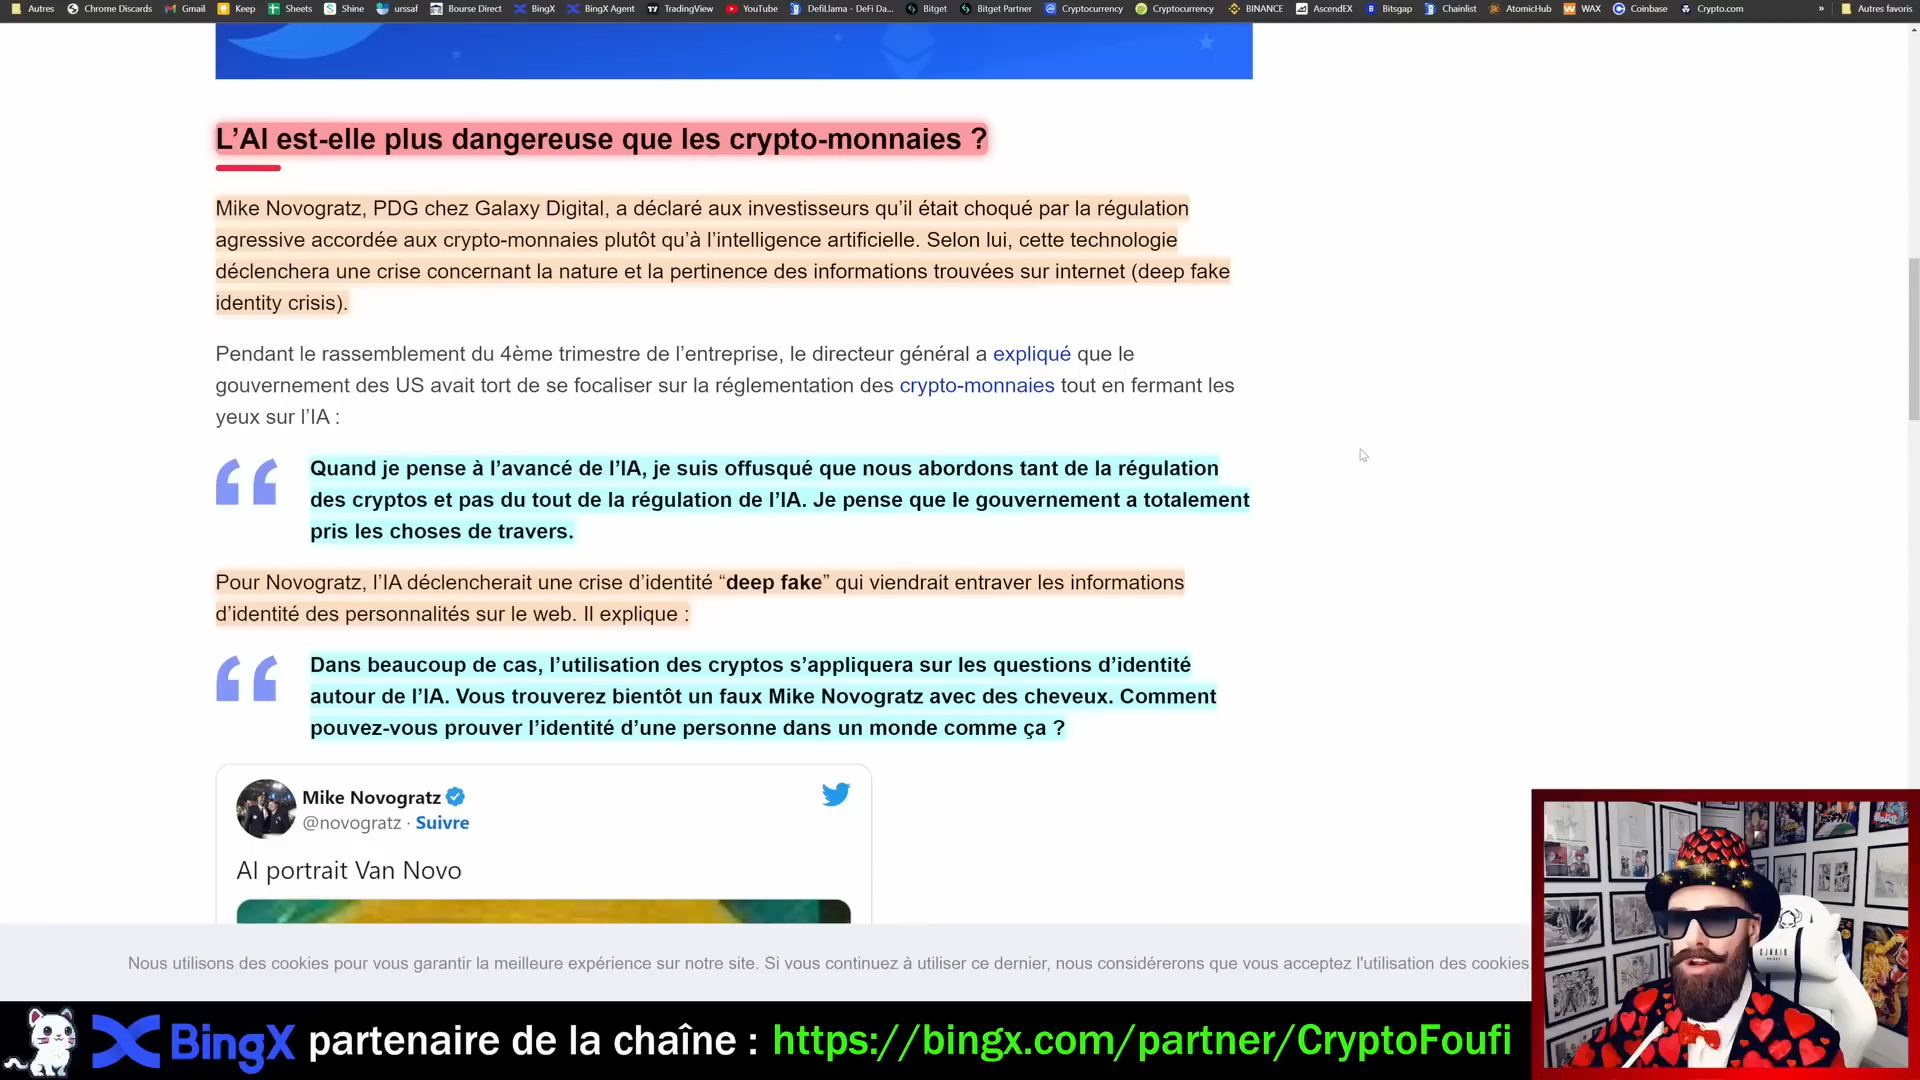 Autres Chrome Discards Gmail Keep Sheets Shine urssaf Bourse Direct BingX BingX Agent TradingView YouTube DefiLlama - DeFi Da... Bitget Bitget Partner Cryptocurrency Cryptocurrency BINANCE AscendEX Bitsgap Chainlist AtomicHub WAX Coinbase Crypto.com » Autres favoris
L’AI est-elle plus dangereuse que les crypto-monnaies ?
Mike Novogratz, PDG chez Galaxy Digital, a déclaré aux investisseurs qu’il était choqué par la régulation
agressive accordée aux crypto-monnaies plutôt qu’à l’intelligence artificielle. Selon lui, cette technologie
déclenchera une crise concernant la nature et la pertinence des informations trouvées sur internet (deep fake
identity crisis).
Pendant le rassemblement du 4ème trimestre de l’entreprise, le directeur général a expliqué que le
gouvernement des US avait tort de se focaliser sur la réglementation des crypto-monnaies tout en fermant les
yeux sur l’IA :
Quand je pense à l’avancé de l’IA, je suis offusqué que nous abordons tant de la régulation
des cryptos et pas du tout de la régulation de l’IA. Je pense que le gouvernement a totalement
pris les choses de travers.
Pour Novogratz, l’IA déclencherait une crise d’identité “deep fake” qui viendrait entraver les informations
d’identité des personnalités sur le web. Il explique :
Dans beaucoup de cas, l’utilisation des cryptos s’appliquera sur les questions d’identité
autour de l’IA. Vous trouverez bientôt un faux Mike Novogratz avec des cheveux. Comment
pouvez-vous prouver l’identité d’une personne dans un monde comme ça ?
Mike Novogratz
@novogratz · Suivre
AI portrait Van Novo
Nous utilisons des cookies pour vous garantir la meilleure expérience sur notre site. Si vous continuez à utiliser ce dernier, nous considérerons que vous acceptez l'utilisation des cookies.
BingX partenaire de la chaîne : https://bingx.com/partner/CryptoFoufi